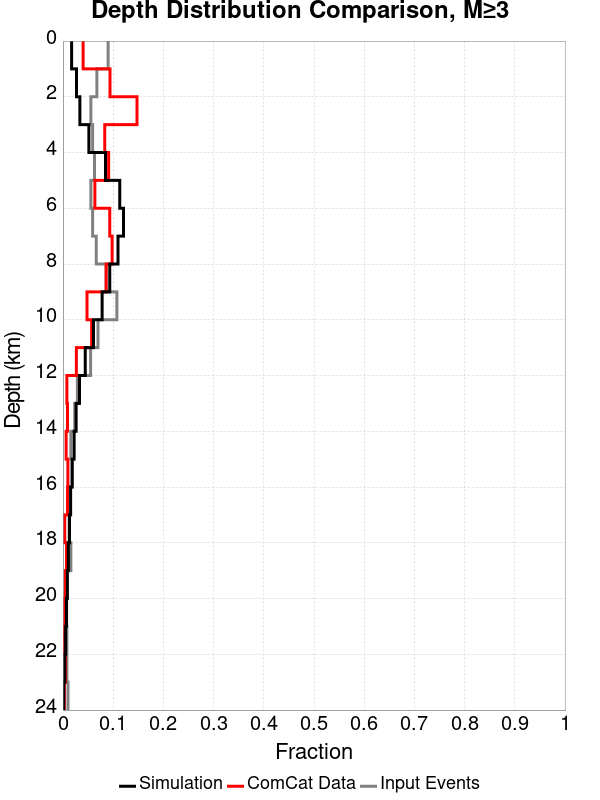 Depth Distribution Comparison, M≥3
0
2
4
6
8
10
12
14
16
18
20
22
24
Depth (km)
0 0.1 0.2 0.3 0.4 0.5 0.6 0.7 0.8 0.9 1
Fraction
Simulation ComCat Data Input Events